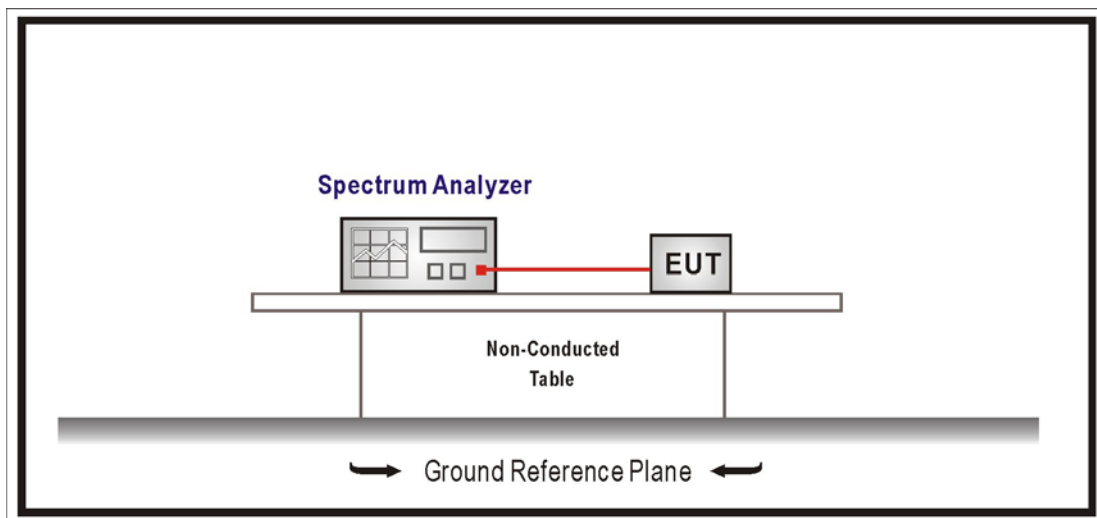 Spectrum Analyzer
EUT
Non-Conducted
Table
Ground Reference Plane